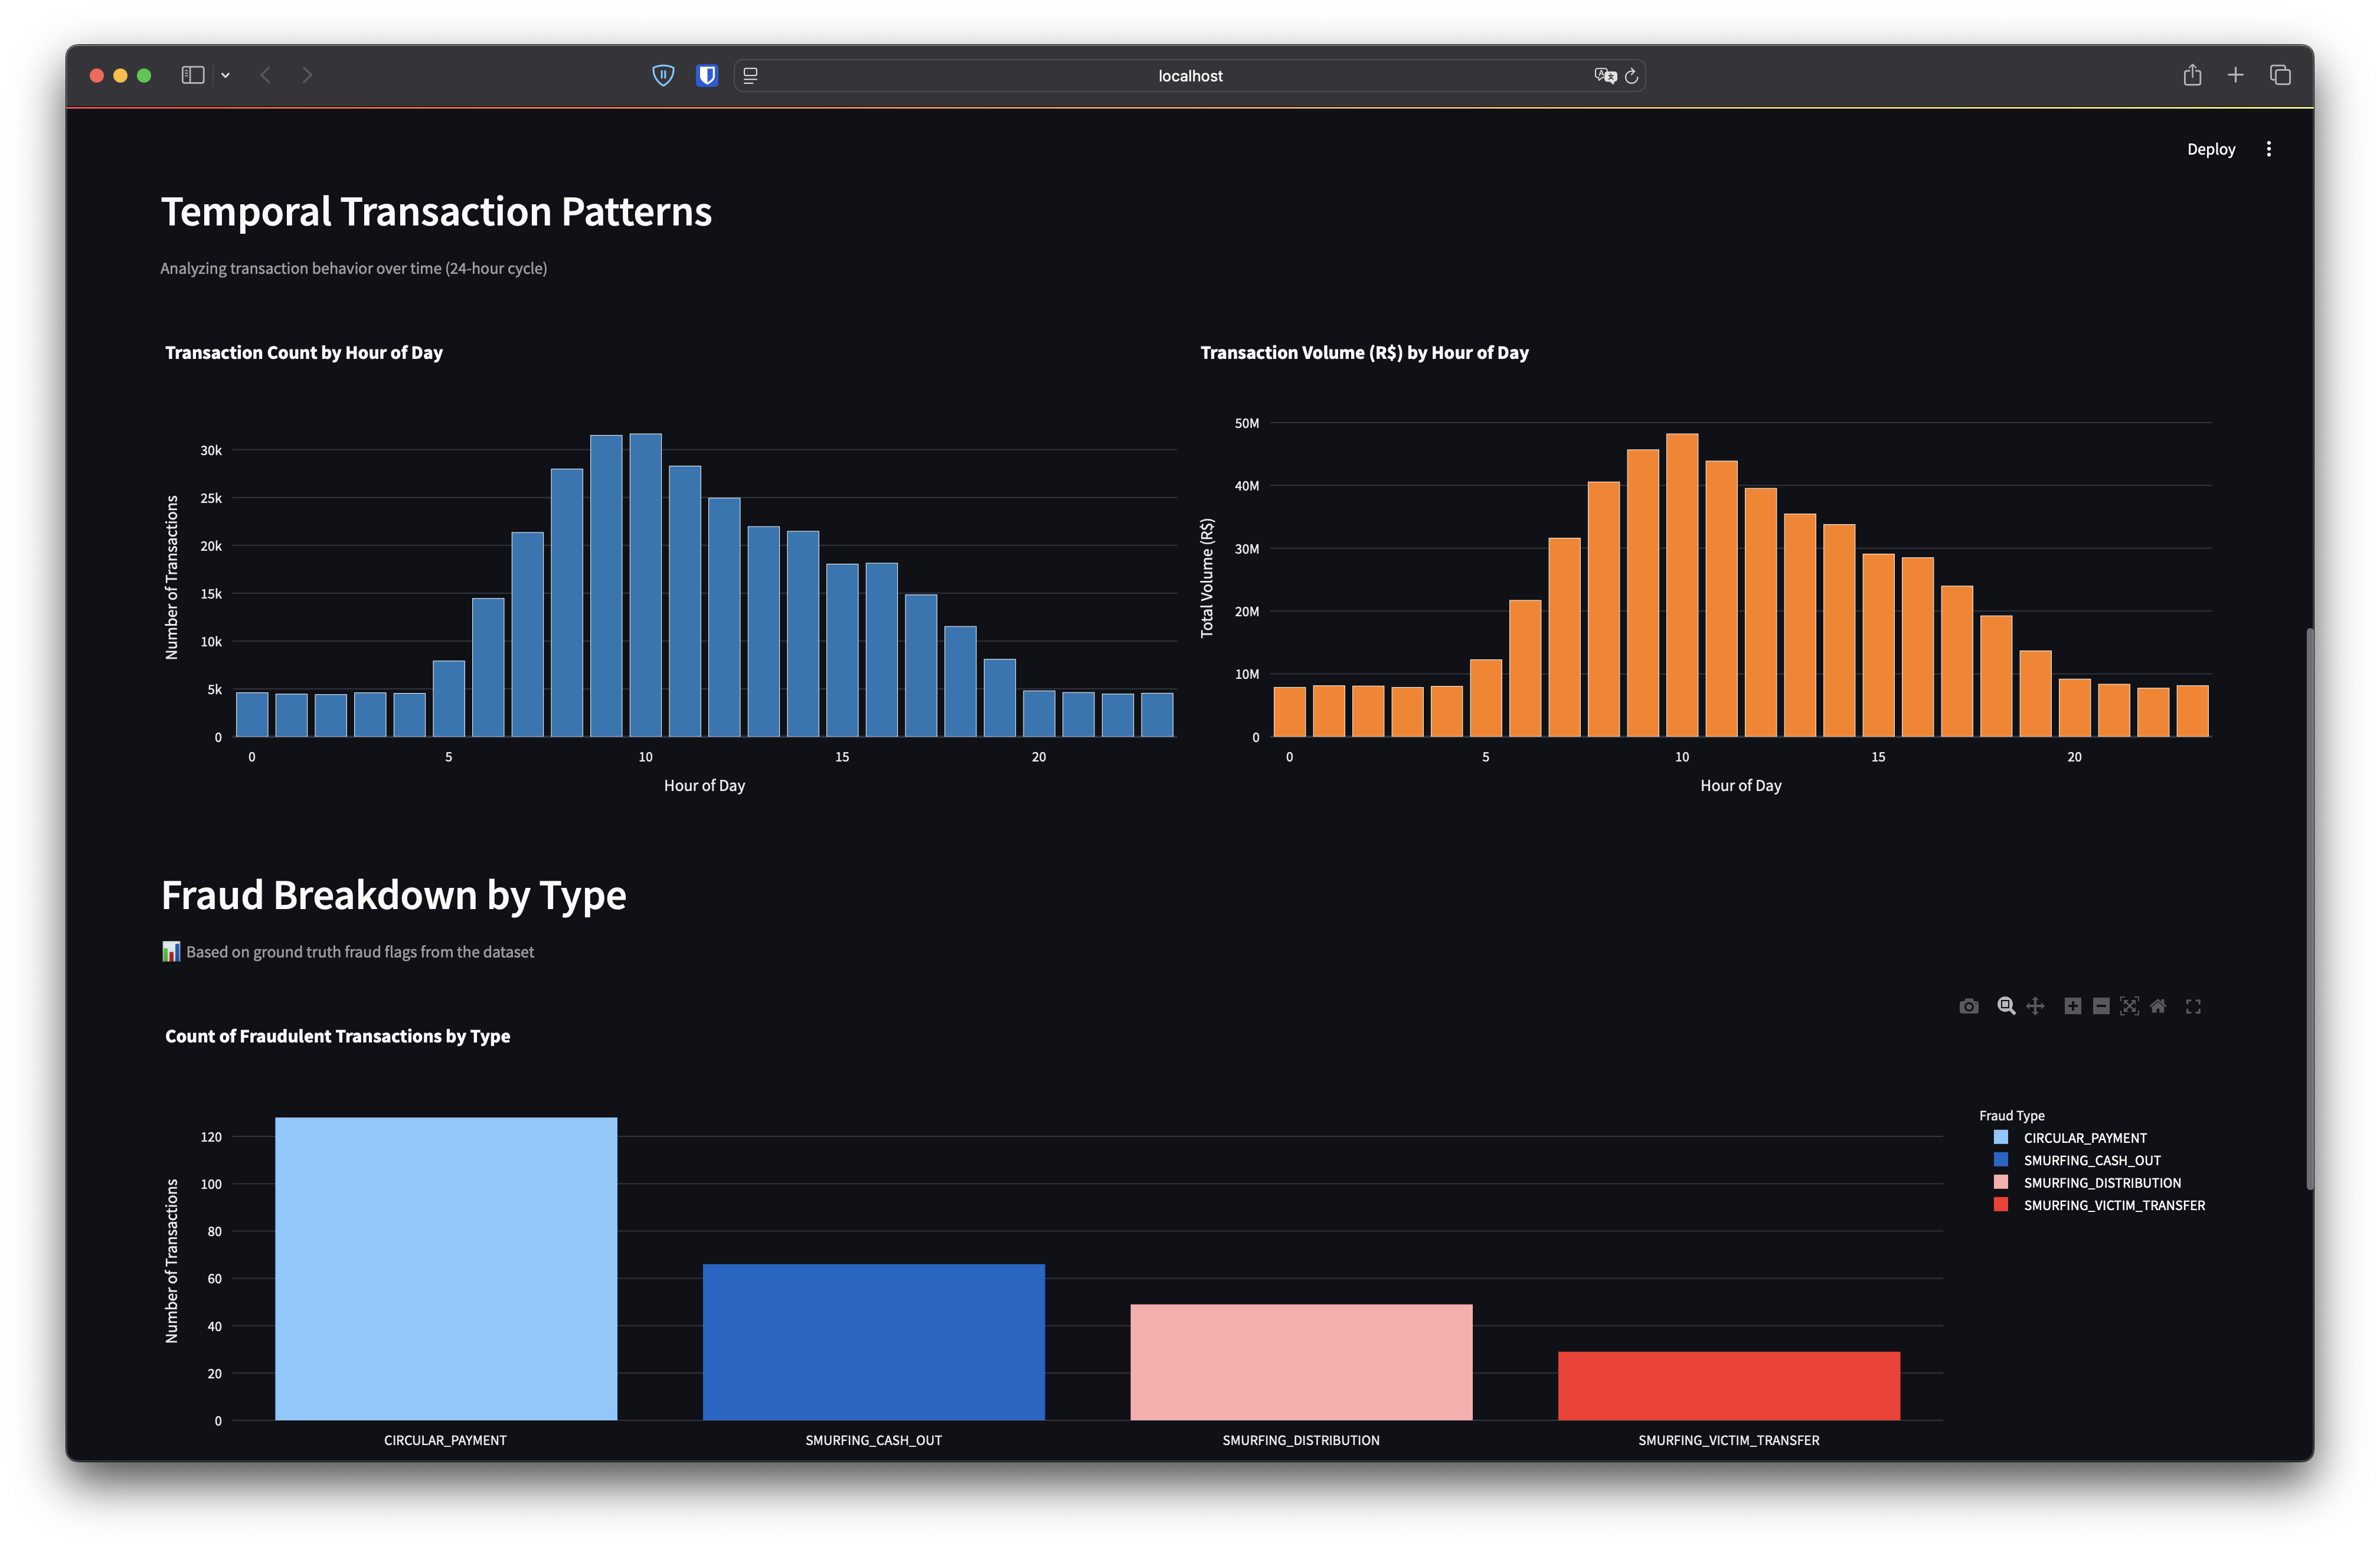 localhost
Deploy
Temporal Transaction Patterns
Analyzing transaction behavior over time (24-hour cycle)
Transaction Count by Hour of Day
Number of Transactions
30k
25k
20k
15k
10k
5k
0
0 5 10 15 20
Hour of Day
Transaction Volume (R$) by Hour of Day
Total Volume (R$)
50M
40M
30M
20M
10M
0
0 5 10 15 20
Hour of Day
Fraud Breakdown by Type
Based on ground truth fraud flags from the dataset
Count of Fraudulent Transactions by Type
Number of Transactions
120
100
80
60
40
20
0
CIRCULAR_PAYMENT SMURFING_CASH_OUT SMURFING_DISTRIBUTION SMURFING_VICTIM_TRANSFER
Fraud Type
CIRCULAR_PAYMENT
SMURFING_CASH_OUT
SMURFING_DISTRIBUTION
SMURFING_VICTIM_TRANSFER